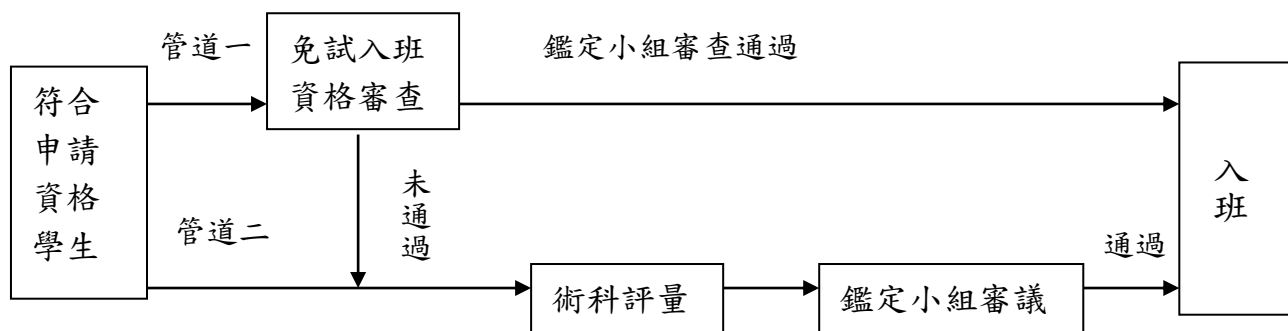 符合
申請
資格
學生
管道一
免試入班
資格審查
鑑定小組審查通過
未
通
過
管道二
術科評量
鑑定小組審議
通過
入
班